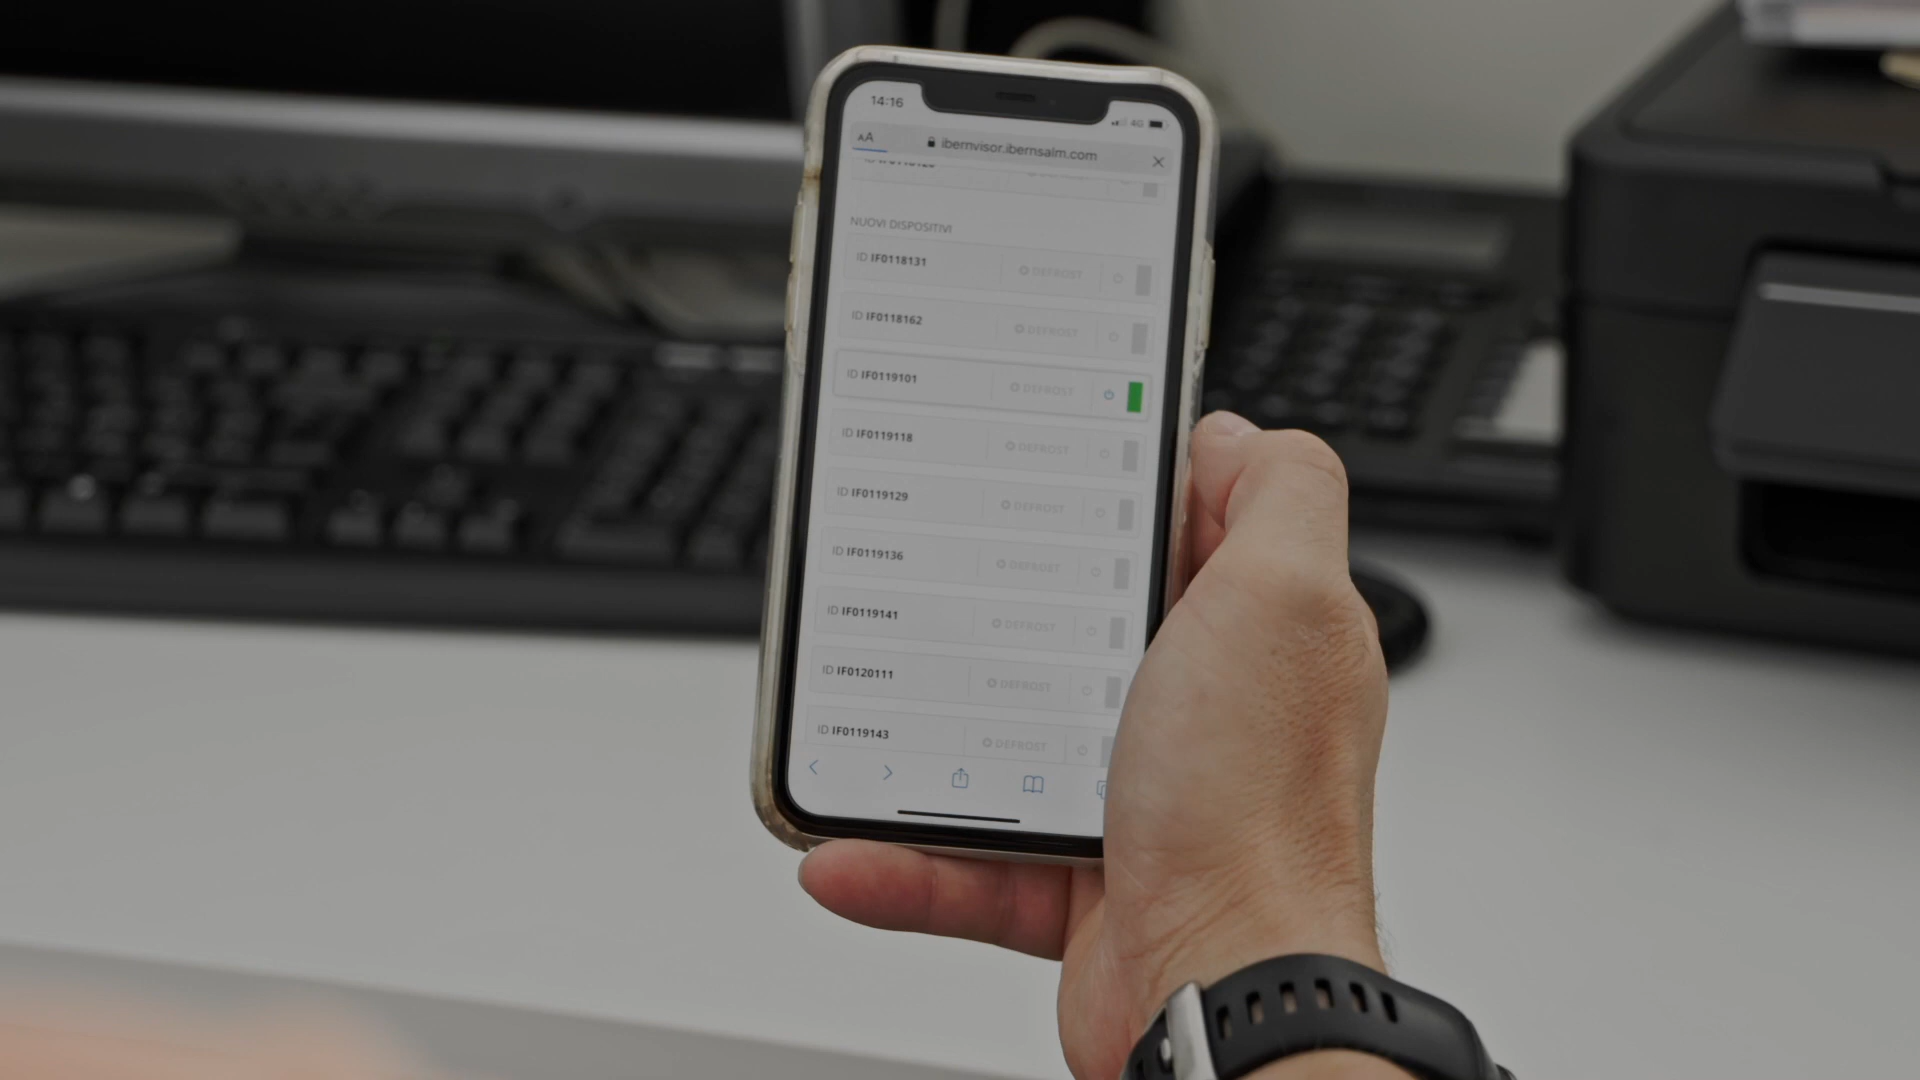 14:16
4G
AA ibernvisor.ibernsalm.com
NUOVI DISPOSITIVI
ID IF0118131 DEFROST
ID IF0118162 DEFROST
ID IF0119101 DEFROST
ID IF0119118 DEFROST
ID IF0119129 DEFROST
ID IF0119136 DEFROST
ID IF0119141 DEFROST
ID IF0120111 DEFROST
ID IF0119143 DEFROST